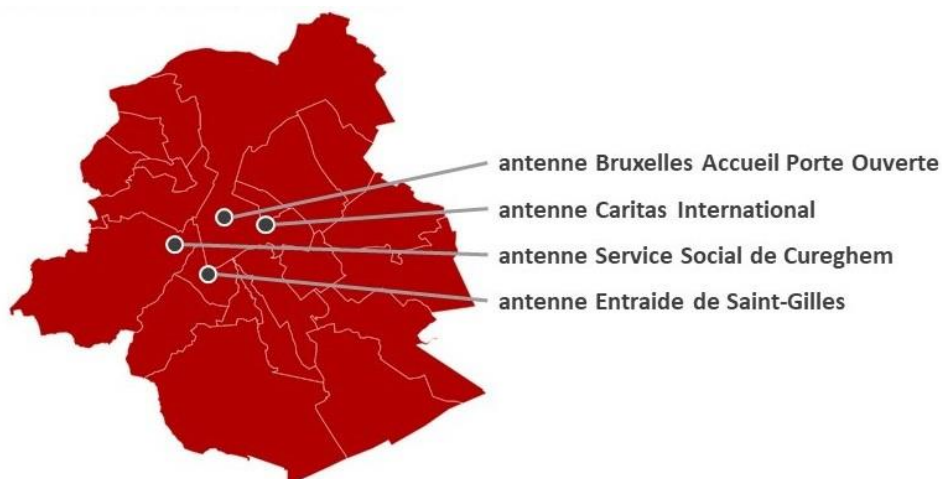 antenne Bruxelles Accueil Porte Ouverte
antenne Caritas International
antenne Service Social de Cureghem
antenne Entraide de Saint-Gilles